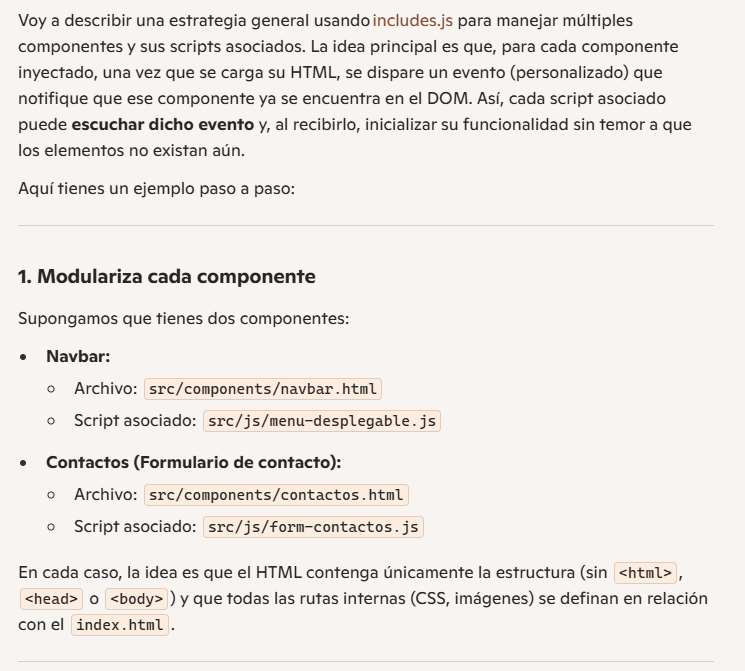 Voy a describir una estrategia general usando includes.js para manejar múltiples
componentes y sus scripts asociados. La idea principal es que, para cada componente
inyectado, una vez que se carga su HTML, se dispare un evento (personalizado) que
notifique que ese componente ya se encuentra en el DOM. Así, cada script asociado
puede escuchar dicho evento y, al recibirlo, inicializar su funcionalidad sin temor a que
los elementos no existan aún.
Aquí tienes un ejemplo paso a paso:
1. Modulariza cada componente
Supongamos que tienes dos componentes:
• Navbar:
○ Archivo: src/components/navbar.html
○ Script asociado: src/js/menu-desplegable.js
• Contactos (Formulario de contacto):
○ Archivo: src/components/contactos.html
○ Script asociado: src/js/form-contactos.js
En cada caso, la idea es que el HTML contenga únicamente la estructura (sin <html>,
<head> o <body>) y que todas las rutas internas (CSS, imágenes) se definan en relación
con el index.html.